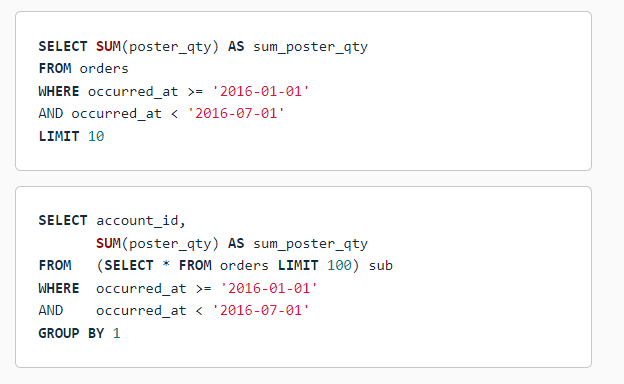 SELECT SUM(poster_qty) AS sum_poster_qty
FROM orders
WHERE occurred_at >= '2016-01-01'
AND occurred_at < '2016-07-01'
LIMIT 10
SELECT account_id,
SUM(poster_qty) AS sum_poster_qty
FROM (SELECT * FROM orders LIMIT 100) sub
WHERE occurred_at >= '2016-01-01'
AND occurred_at < '2016-07-01'
GROUP BY 1